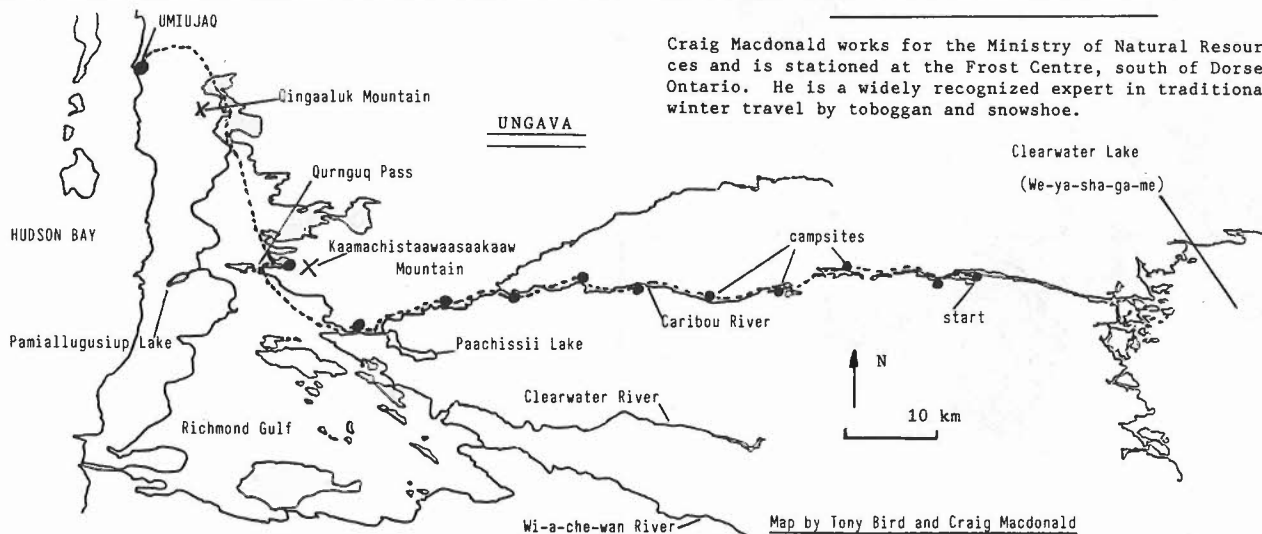 UMIUJAQ
Craig Macdonald works for the Ministry of Natural Resour
ces and is stationed at the Frost Centre, south of Dorse
Ontario. He is a widely recognized expert in traditiona
winter travel by toboggan and snowshoe.
Qingaaluk Mountain
UNGAVA
Clearwater Lake
(We-ya-sha-ga-me)
Qurnguq Pass
HUDSON BAY
Kaamachistaawaasaakaaw
Mountain
campsites
start
Caribou River
Pamiallugusiup Lake
Paachissii Lake
N
Clearwater River
10 km
Richmond Gulf
Wi-a-che-wan River
Map by Tony Bird and Craig Macdonald